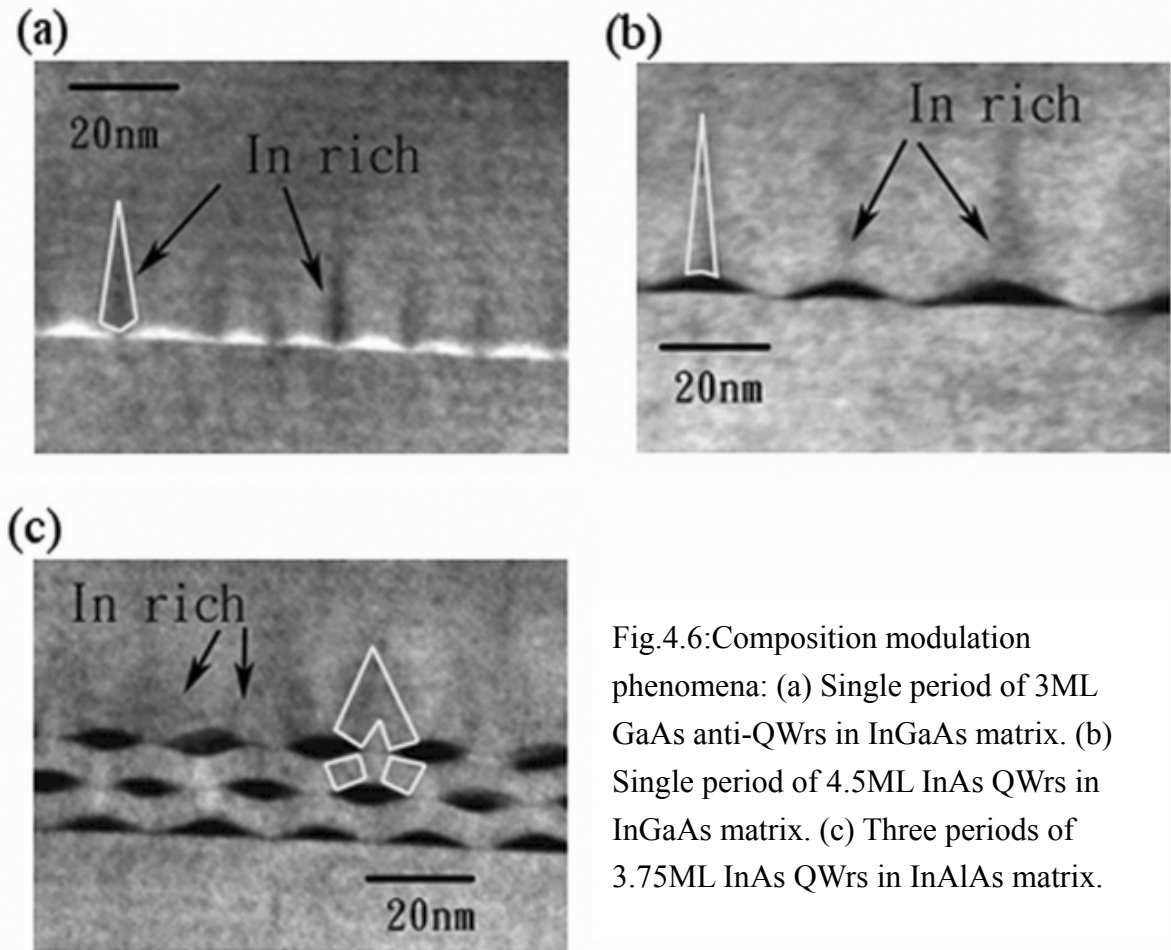 (a)
20nm
In rich
(b)
In rich
20nm
(c)
In rich
20nm
Fig.4.6:Composition modulation
phenomena: (a) Single period of 3ML
GaAs anti-QWrs in InGaAs matrix. (b)
Single period of 4.5ML InAs QWrs in
InGaAs matrix. (c) Three periods of
3.75ML InAs QWrs in InAlAs matrix.